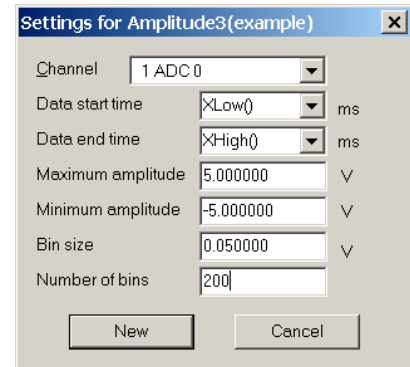 Settings for Amplitude3(example)
Channel 1 ADC 0
Data start time XLow() ms
Data end time XHigh() ms
Maximum amplitude 5.000000 V
Minimum amplitude -5.000000 V
Bin size 0.050000 V
Number of bins 200
New Cancel